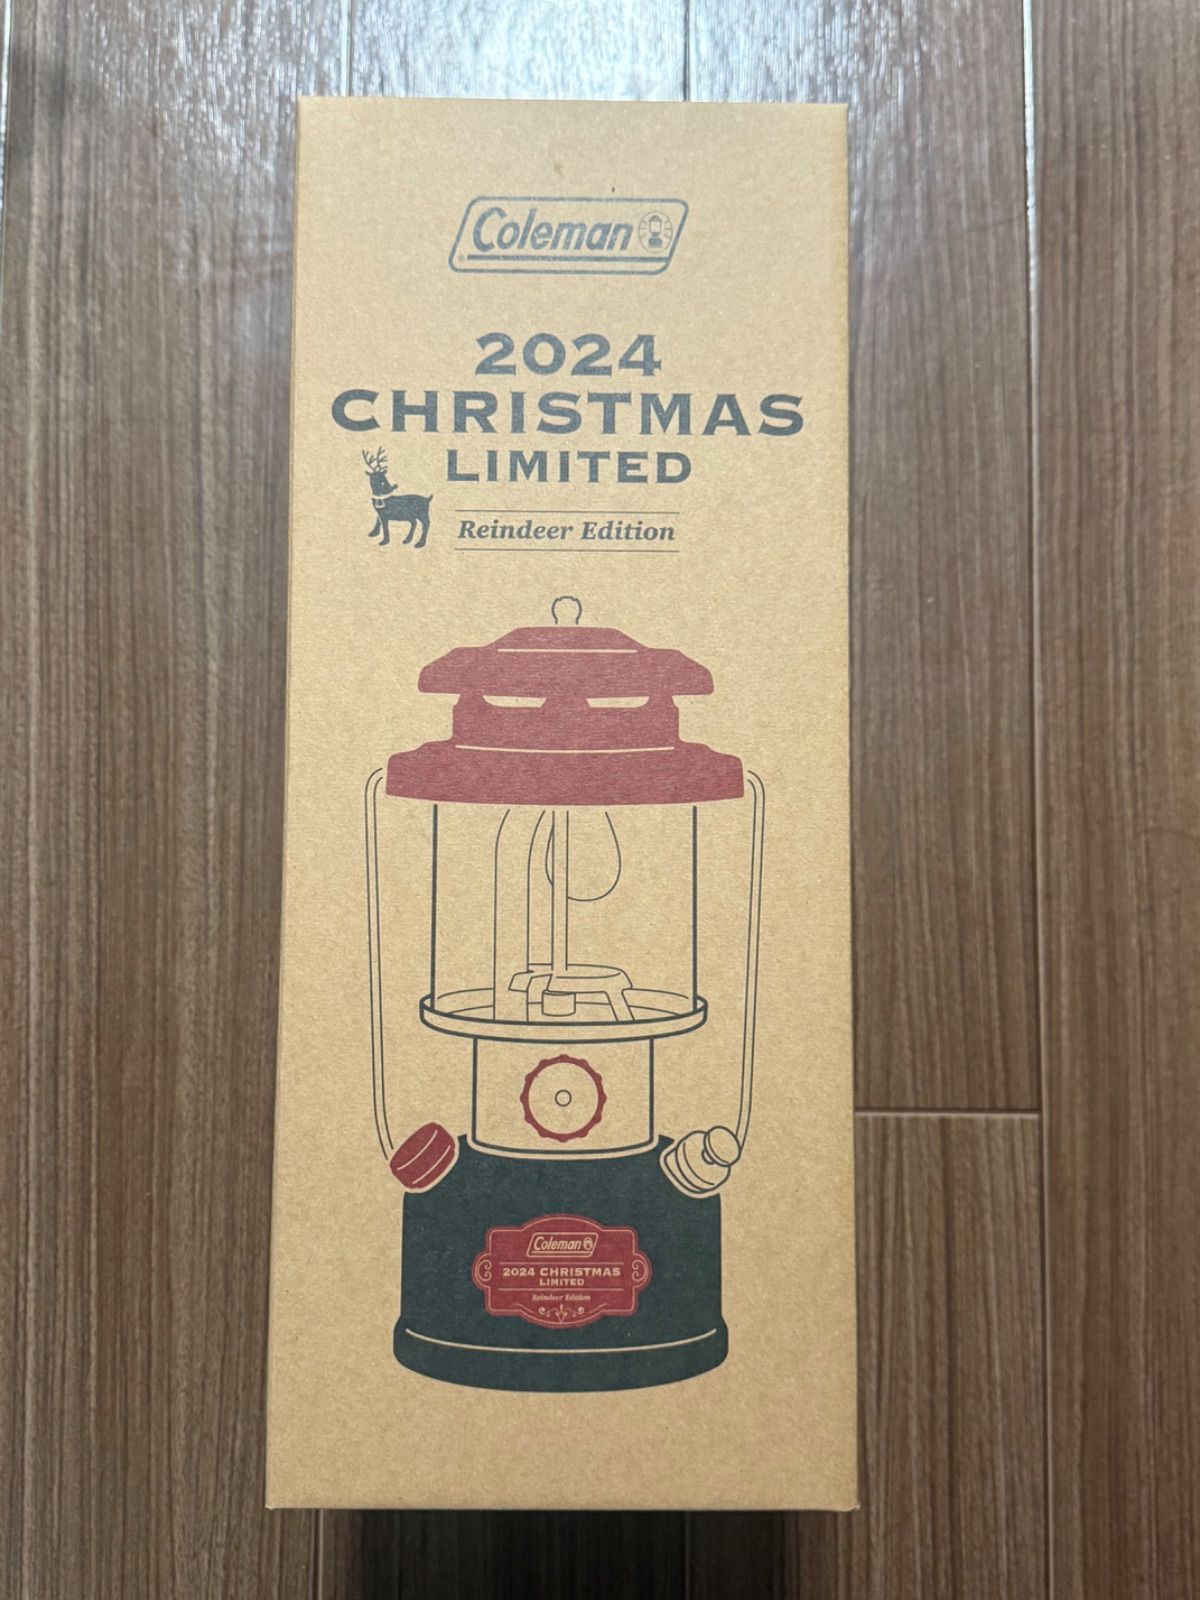 Coleman
2024
CHRISTMAS
LIMITED
Reindeer Edition
Coleman
2024 CHRISTMAS
LIMITED
Reindeer Edition